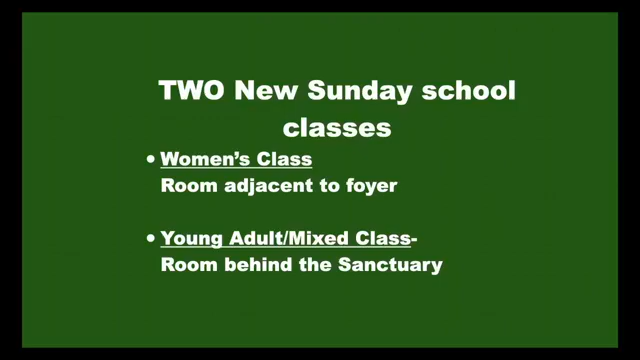 TWO New Sunday school
classes
• Women's Class
Room adjacent to foyer
• Young Adult/Mixed Class-
Room behind the Sanctuary